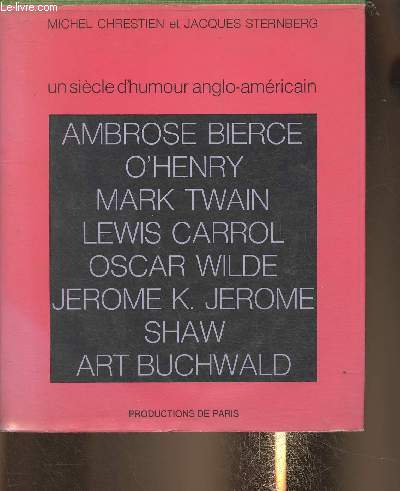 Le-Livre.com
MICHEL CHRESTIEN et JACQUES STERNBERG
un siècle d'humour anglo-américain
AMBROSE BIERCE
O'HENRY
MARK TWAIN
LEWIS CARROL
OSCAR WILDE
JEROME K. JEROME
SHAW
ART BUCHWALD
PRODUCTIONS DE PARIS